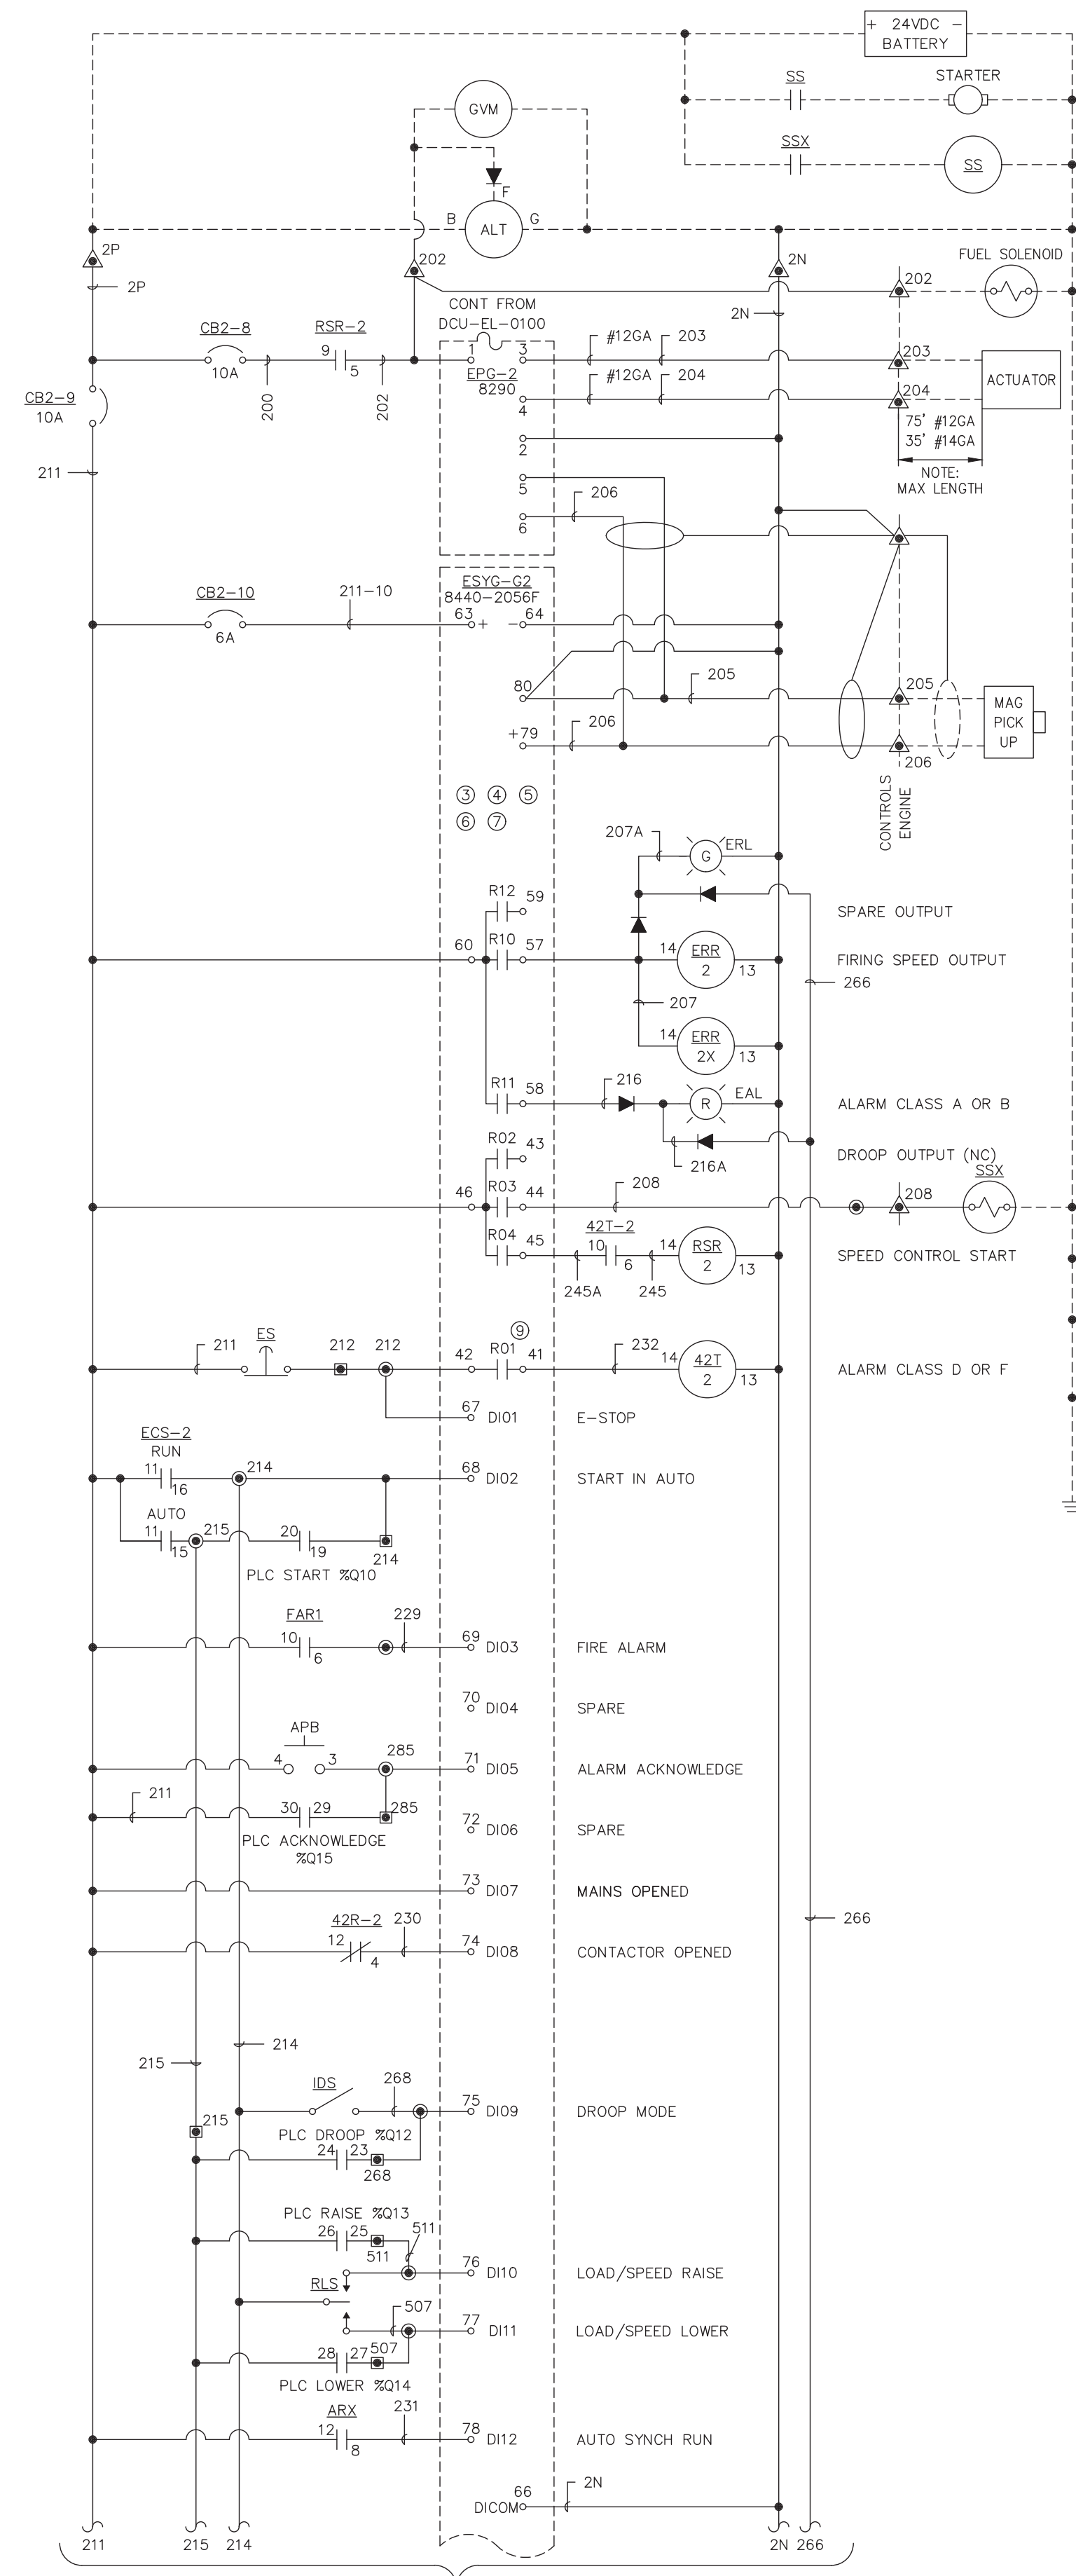 + 24VDC −
BATTERY
SS
STARTER
GVM
SSX
SS
F
B
ALT
G
2P
202
2N
FUEL SOLENOID
2P
CONT FROM
DCU-EL-0100
202
2N
CB2-8
RSR-2
#12GA
203
9
1
3
203
10A
5
EPG-2
8290
#12GA
204
ACTUATOR
CB2-9
10A
200
202
4
204
75' #12GA
35' #14GA
2
211
NOTE:
MAX LENGTH
5
206
6
ESYG-G2
8440-2056F
CB2-10
211-10
63
64
6A
+
−
80
205
205
MAG
PICK
UP
+79
206
206
CONTROLS
ENGINE
3
4
5
6
7
207A
ERL
G
R12
59
SPARE OUTPUT
60
R10
57
14
ERR
2
13
FIRING SPEED OUTPUT
266
207
14
ERR
2X
13
R11
58
216
R
EAL
ALARM CLASS A OR B
R02
43
216A
DROOP OUTPUT (NC)
SSX
46
R03
44
208
208
R04
45
42T-2
10
6
14
RSR
2
13
SPEED CONTROL START
245A
245
9
211
ES
212
212
42
R01
41
232
14
42T
2
13
ALARM CLASS D OR F
67
DI01
E-STOP
ECS-2
RUN
11
16
214
68
DI02
START IN AUTO
AUTO
11
15
215
20
19
214
PLC START %Q10
FAR1
229
10
6
69
DI03
FIRE ALARM
70
DI04
SPARE
APB
4
3
285
71
DI05
ALARM ACKNOWLEDGE
211
30
29
285
72
DI06
SPARE
PLC ACKNOWLEDGE
%Q15
73
DI07
MAINS OPENED
42R-2
230
266
12
4
74
DI08
CONTACTOR OPENED
214
215
IDS
268
75
DI09
DROOP MODE
215
PLC DROOP %Q12
24
23
268
PLC RAISE %Q13
26
25
511
511
76
DI10
LOAD/SPEED RAISE
RLS
507
77
DI11
LOAD/SPEED LOWER
28
27
507
PLC LOWER %Q14
ARX
231
12
8
78
DI12
AUTO SYNCH RUN
66
2N
DICOM
211
215
214
2N
266